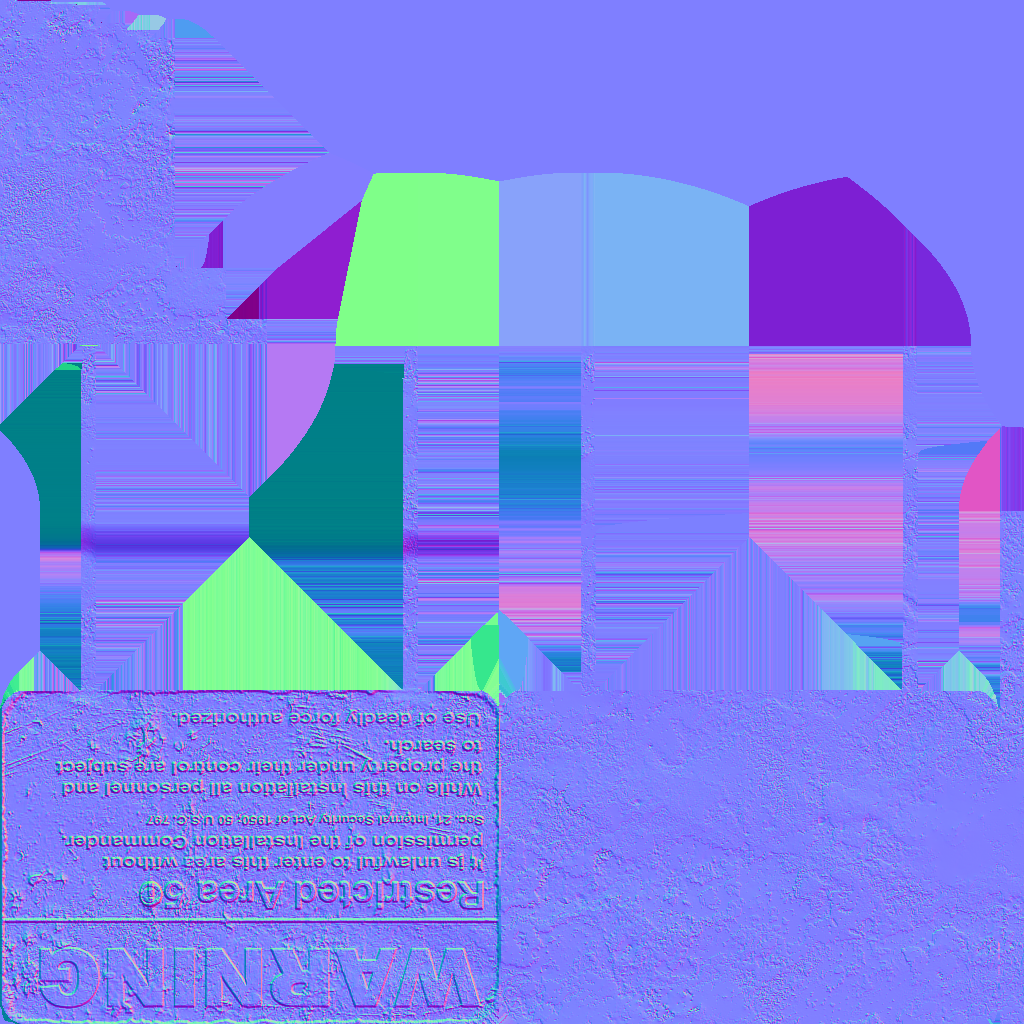 WARNING
Restricted Area
It is unlawful to enter this area without
permission of the Installation Commander.
Sec. 21, Internal Security Act of 1950; 50 U.S.C. 797
While on this Installation all personnel and
the property under their control are subject
to search.
Use of deadly force authorized.